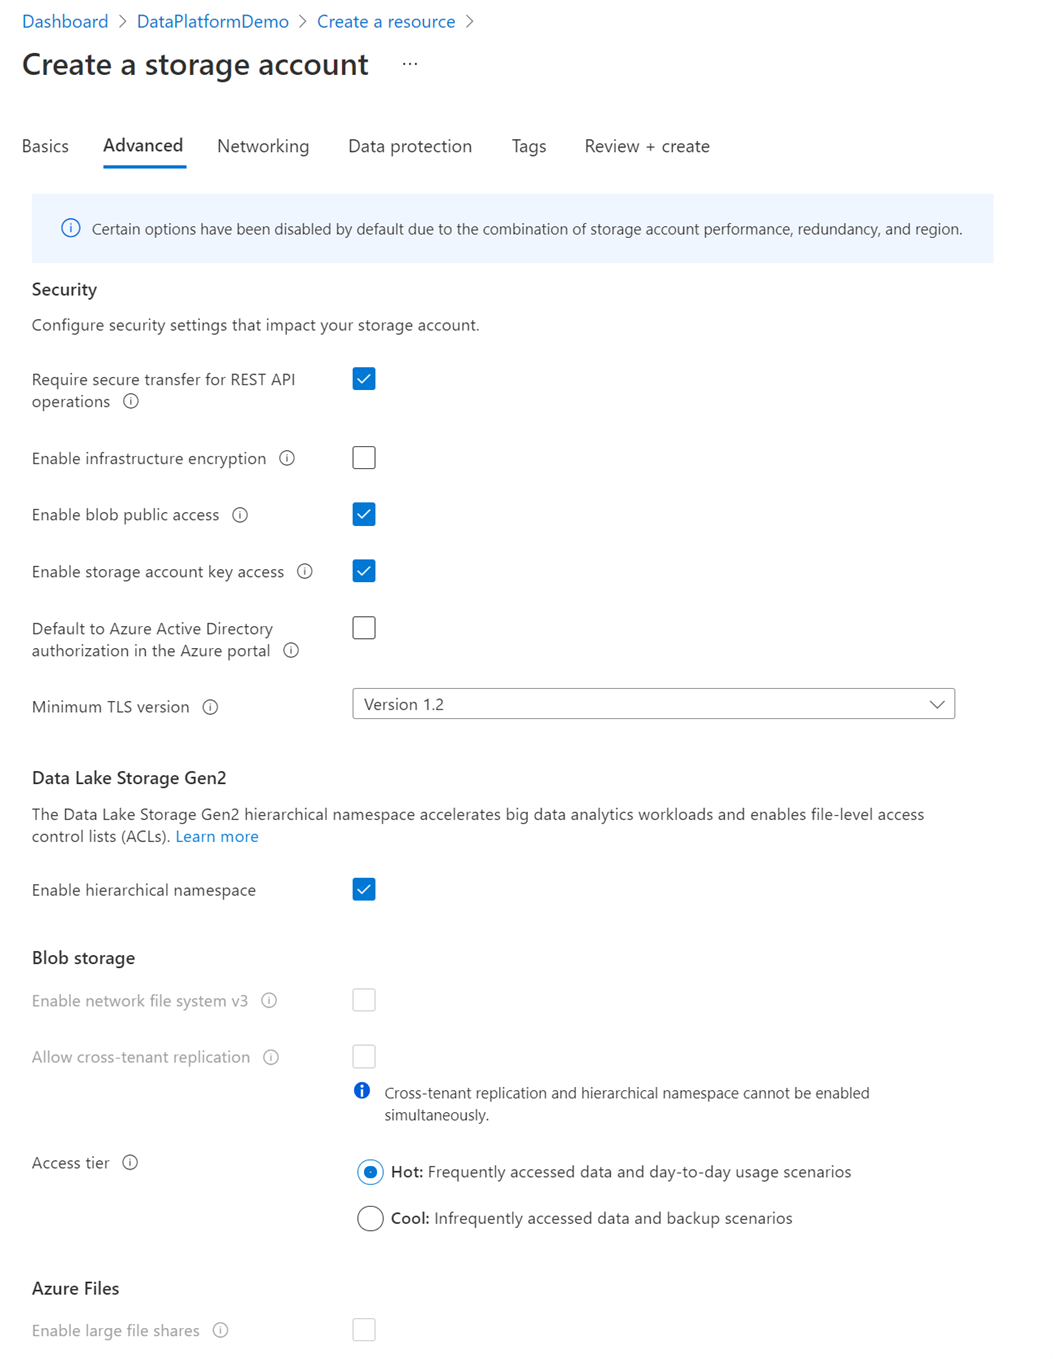 Dashboard > DataPlatformDemo > Create a resource >
Create a storage account ...
Basics Advanced Networking Data protection Tags Review + create
Certain options have been disabled by default due to the combination of storage account performance, redundancy, and region.
Security
Configure security settings that impact your storage account.
Require secure transfer for REST API
operations
Enable infrastructure encryption
Enable blob public access
Enable storage account key access
Default to Azure Active Directory
authorization in the Azure portal
Minimum TLS version
Version 1.2
Data Lake Storage Gen2
The Data Lake Storage Gen2 hierarchical namespace accelerates big data analytics workloads and enables file-level access
control lists (ACLs). Learn more
Enable hierarchical namespace
Blob storage
Enable network file system v3
Allow cross-tenant replication
Cross-tenant replication and hierarchical namespace cannot be enabled
simultaneously.
Access tier
Hot: Frequently accessed data and day-to-day usage scenarios
Cool: Infrequently accessed data and backup scenarios
Azure Files
Enable large file shares